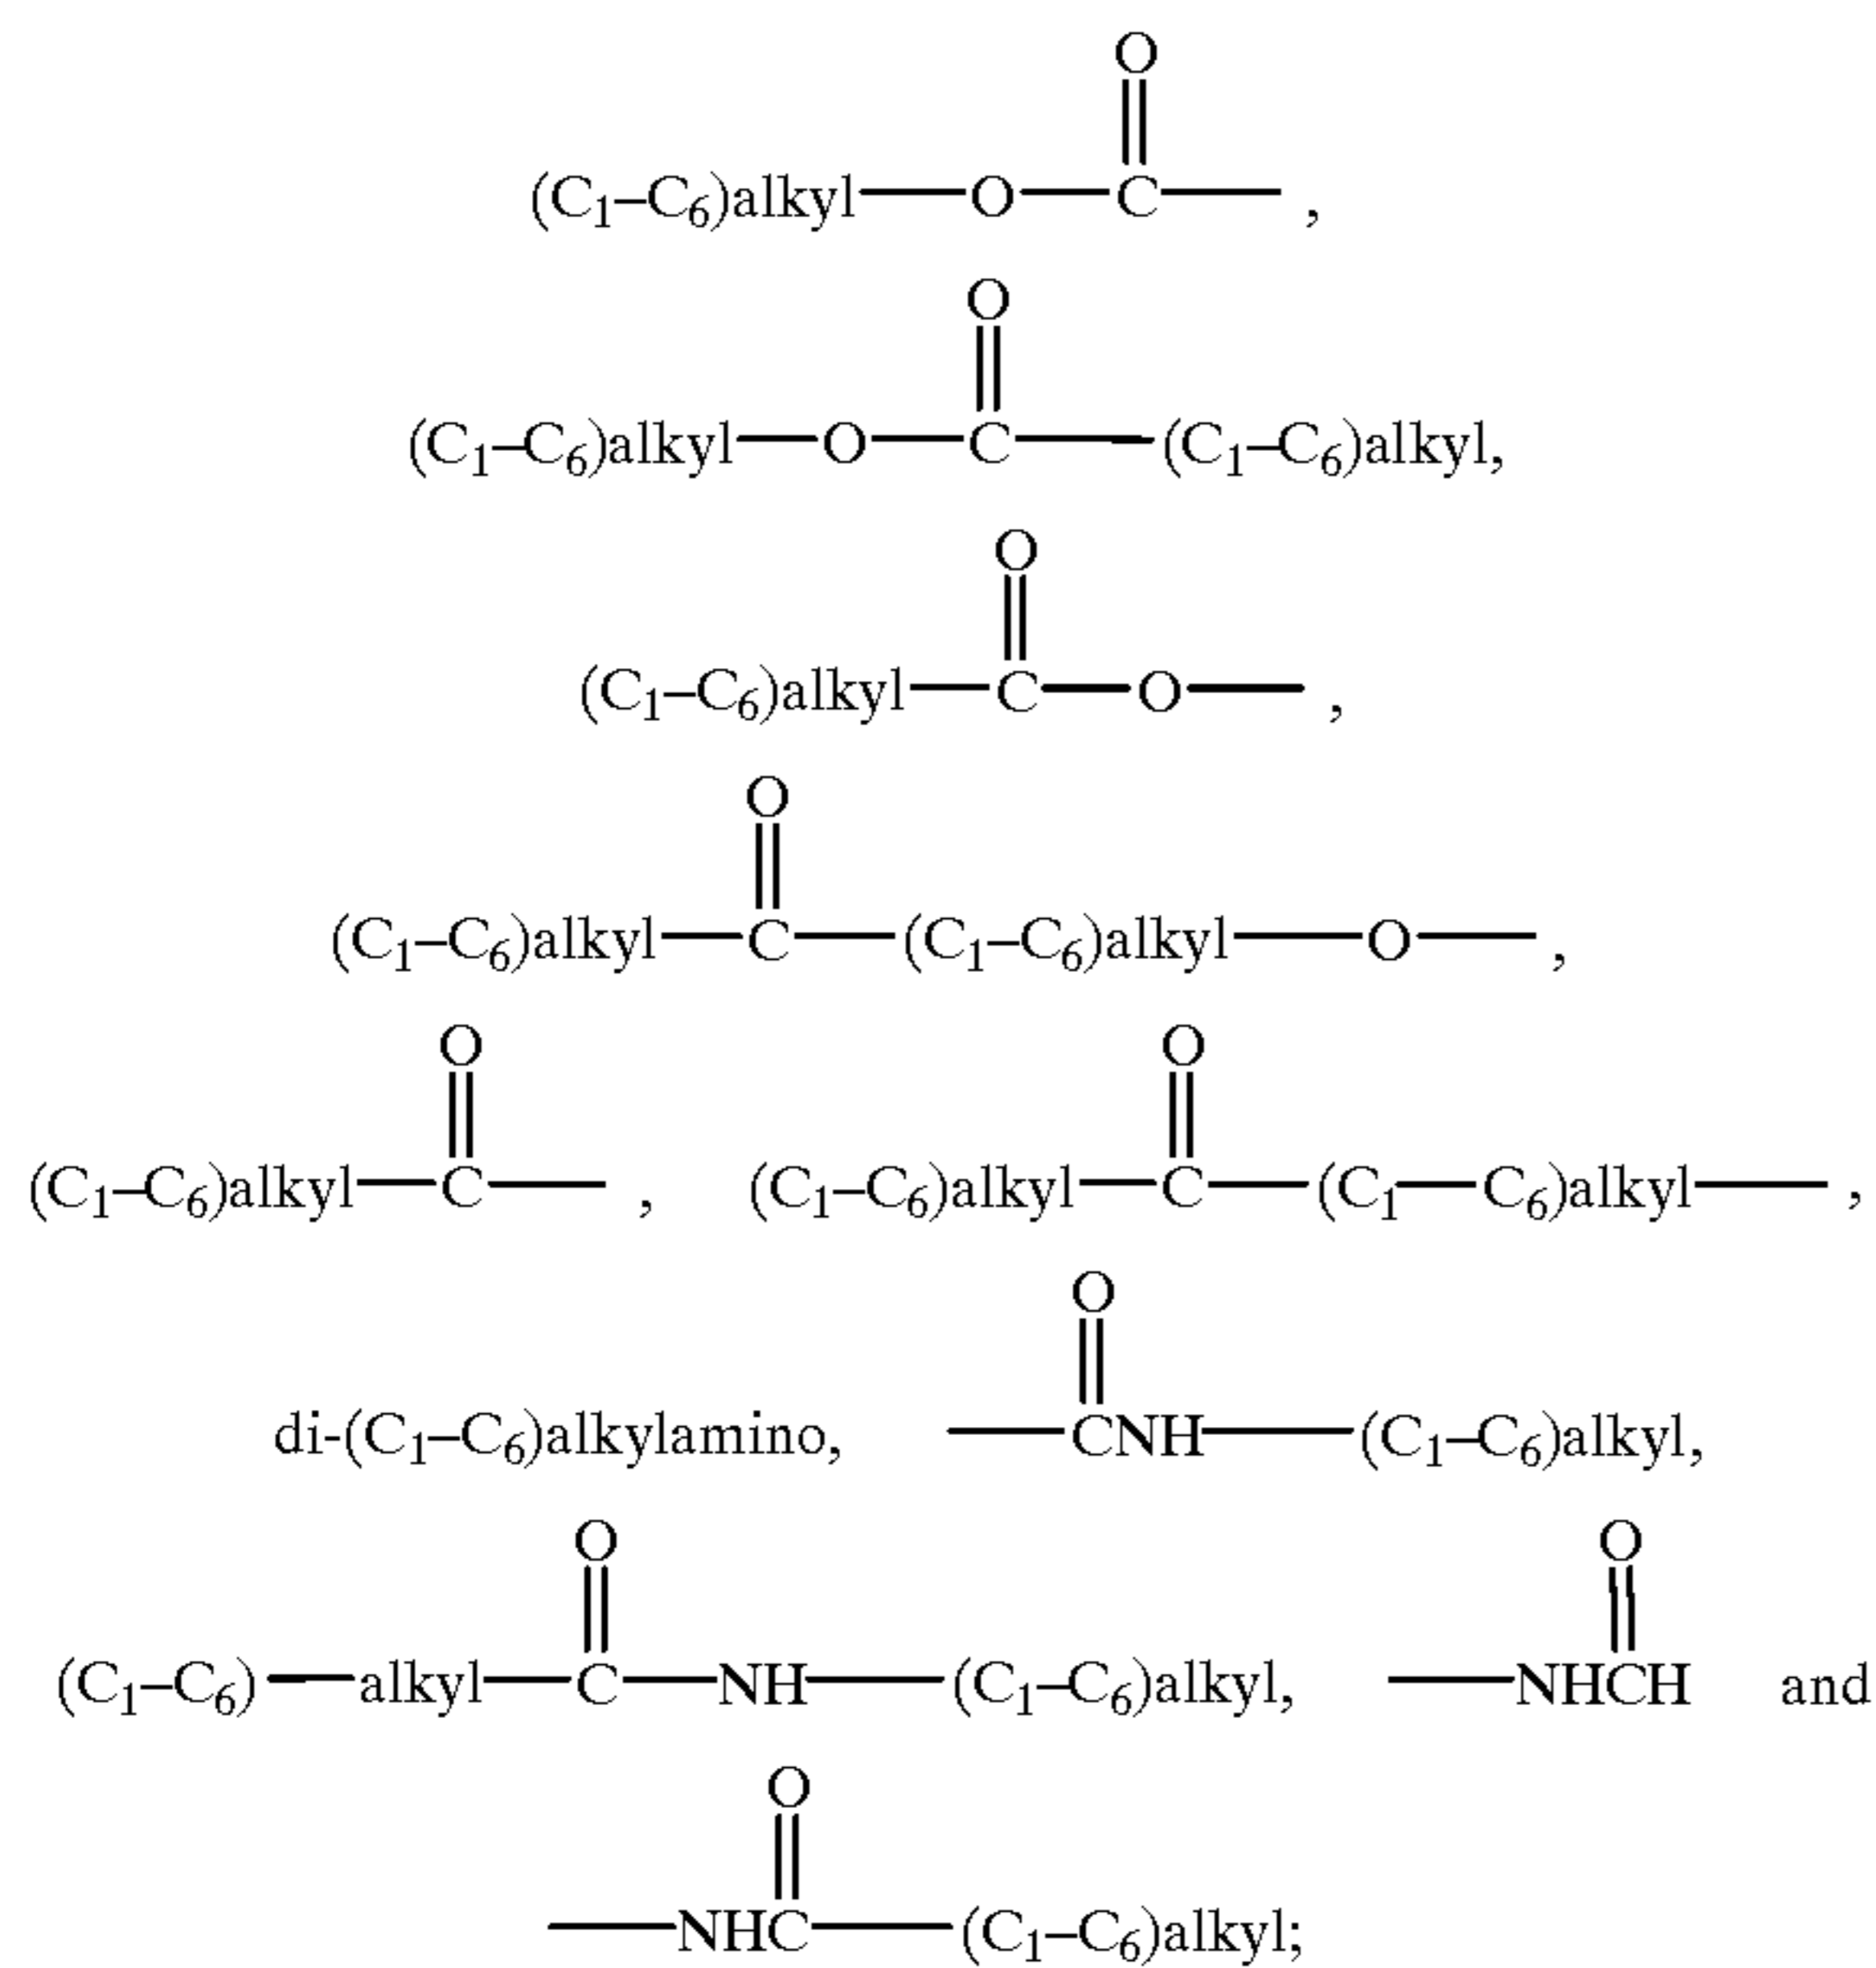 O
(C₁–C₆)alkyl—O—C— ,
O
(C₁–C₆)alkyl—O—C—(C₁–C₆)alkyl,
O
(C₁–C₆)alkyl—C—O— ,
O
(C₁–C₆)alkyl—C—(C₁–C₆)alkyl—O— ,
O O
(C₁–C₆)alkyl—C— , (C₁–C₆)alkyl—C—(C₁—C₆)alkyl— ,
O
di-(C₁–C₆)alkylamino, —CNH—(C₁–C₆)alkyl,
O O
(C₁–C₆)—alkyl—C—NH—(C₁–C₆)alkyl, —NHCH and
O
—NHC—(C₁–C₆)alkyl;